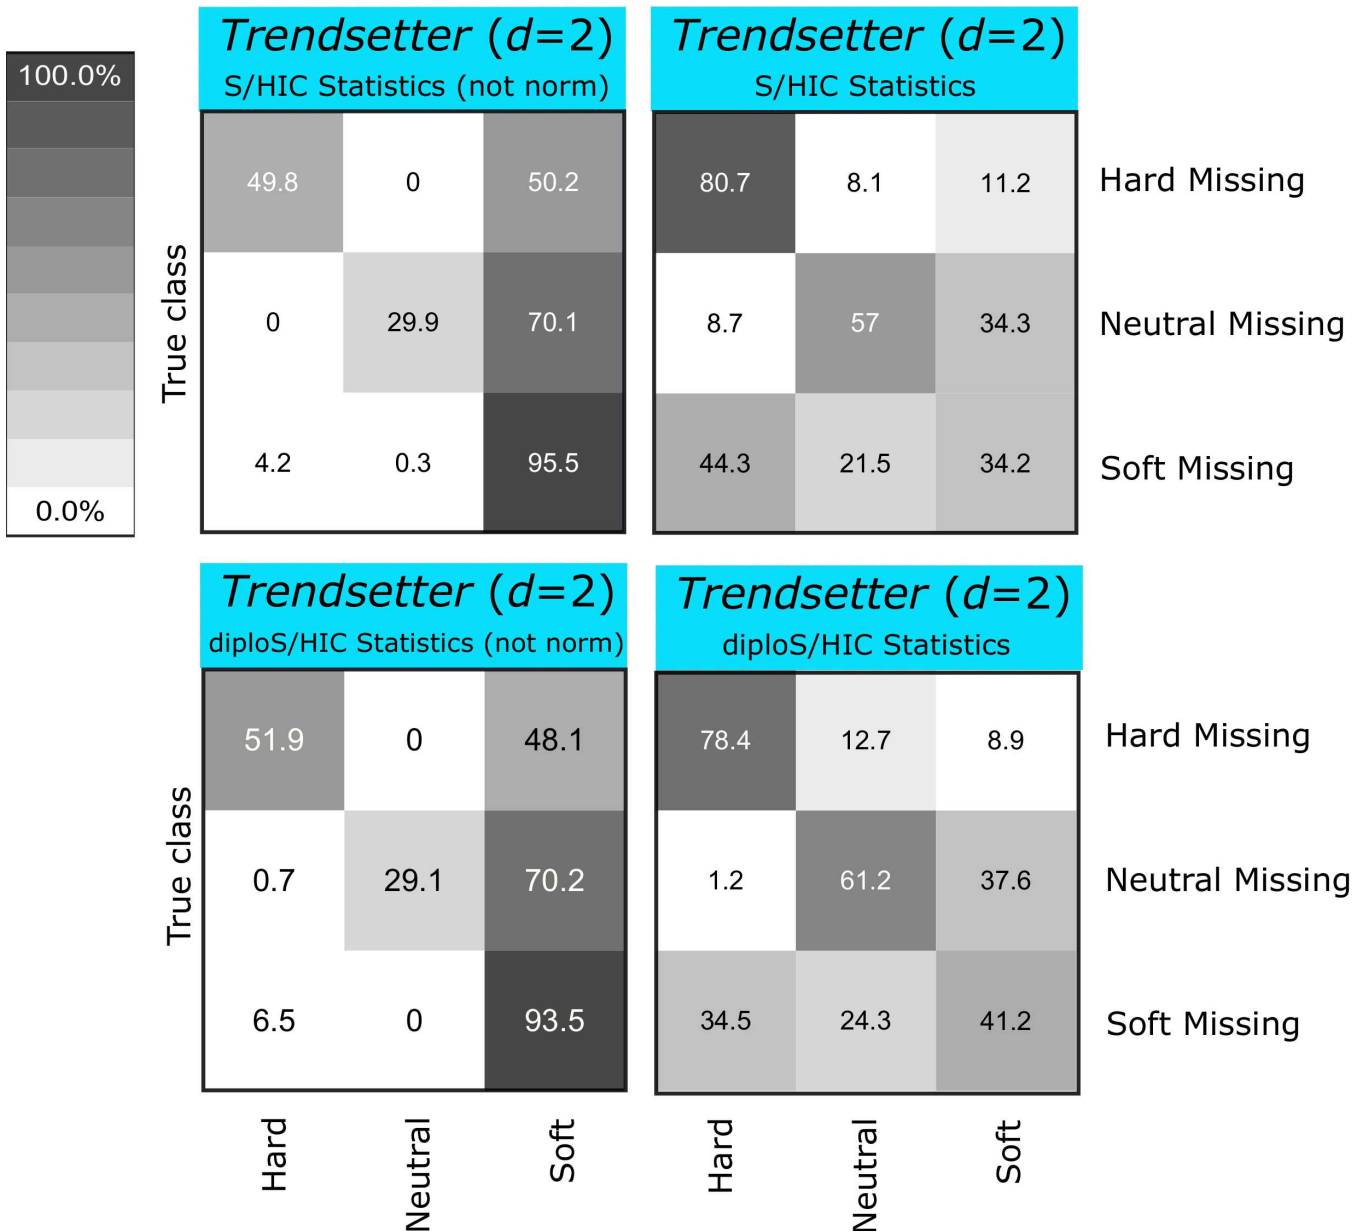 100.0%
0.0%
Trendsetter (d=2)
S/HIC Statistics (not norm)
Trendsetter (d=2)
S/HIC Statistics
True class
49.8 0 50.2
80.7 8.1 11.2
Hard Missing
0 29.9 70.1
8.7 57 34.3
Neutral Missing
4.2 0.3 95.5
44.3 21.5 34.2
Soft Missing
Trendsetter (d=2)
diploS/HIC Statistics (not norm)
Trendsetter (d=2)
diploS/HIC Statistics
True class
51.9 0 48.1
78.4 12.7 8.9
Hard Missing
0.7 29.1 70.2
1.2 61.2 37.6
Neutral Missing
6.5 0 93.5
34.5 24.3 41.2
Soft Missing
Hard
Neutral
Soft
Hard
Neutral
Soft